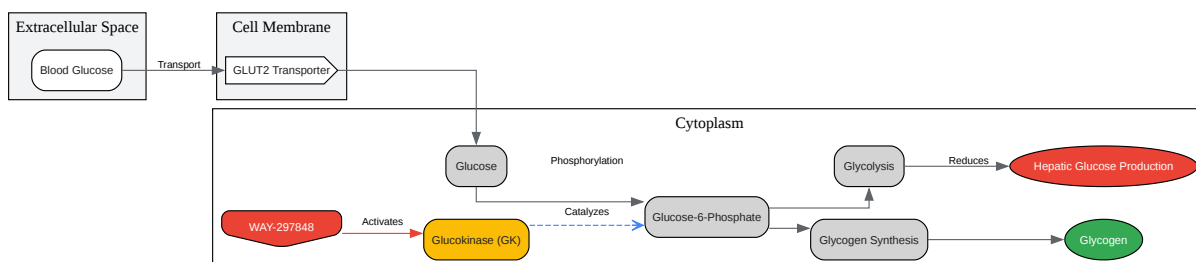 Extracellular Space
Cell Membrane
Blood Glucose
Transport
GLUT2 Transporter
Cytoplasm
Glucose
Phosphorylation
Glycolysis
Reduces
Hepatic Glucose Production
WAY-297848
Activates
Glucokinase (GK)
Catalyzes
Glucose-6-Phosphate
Glycogen Synthesis
Glycogen